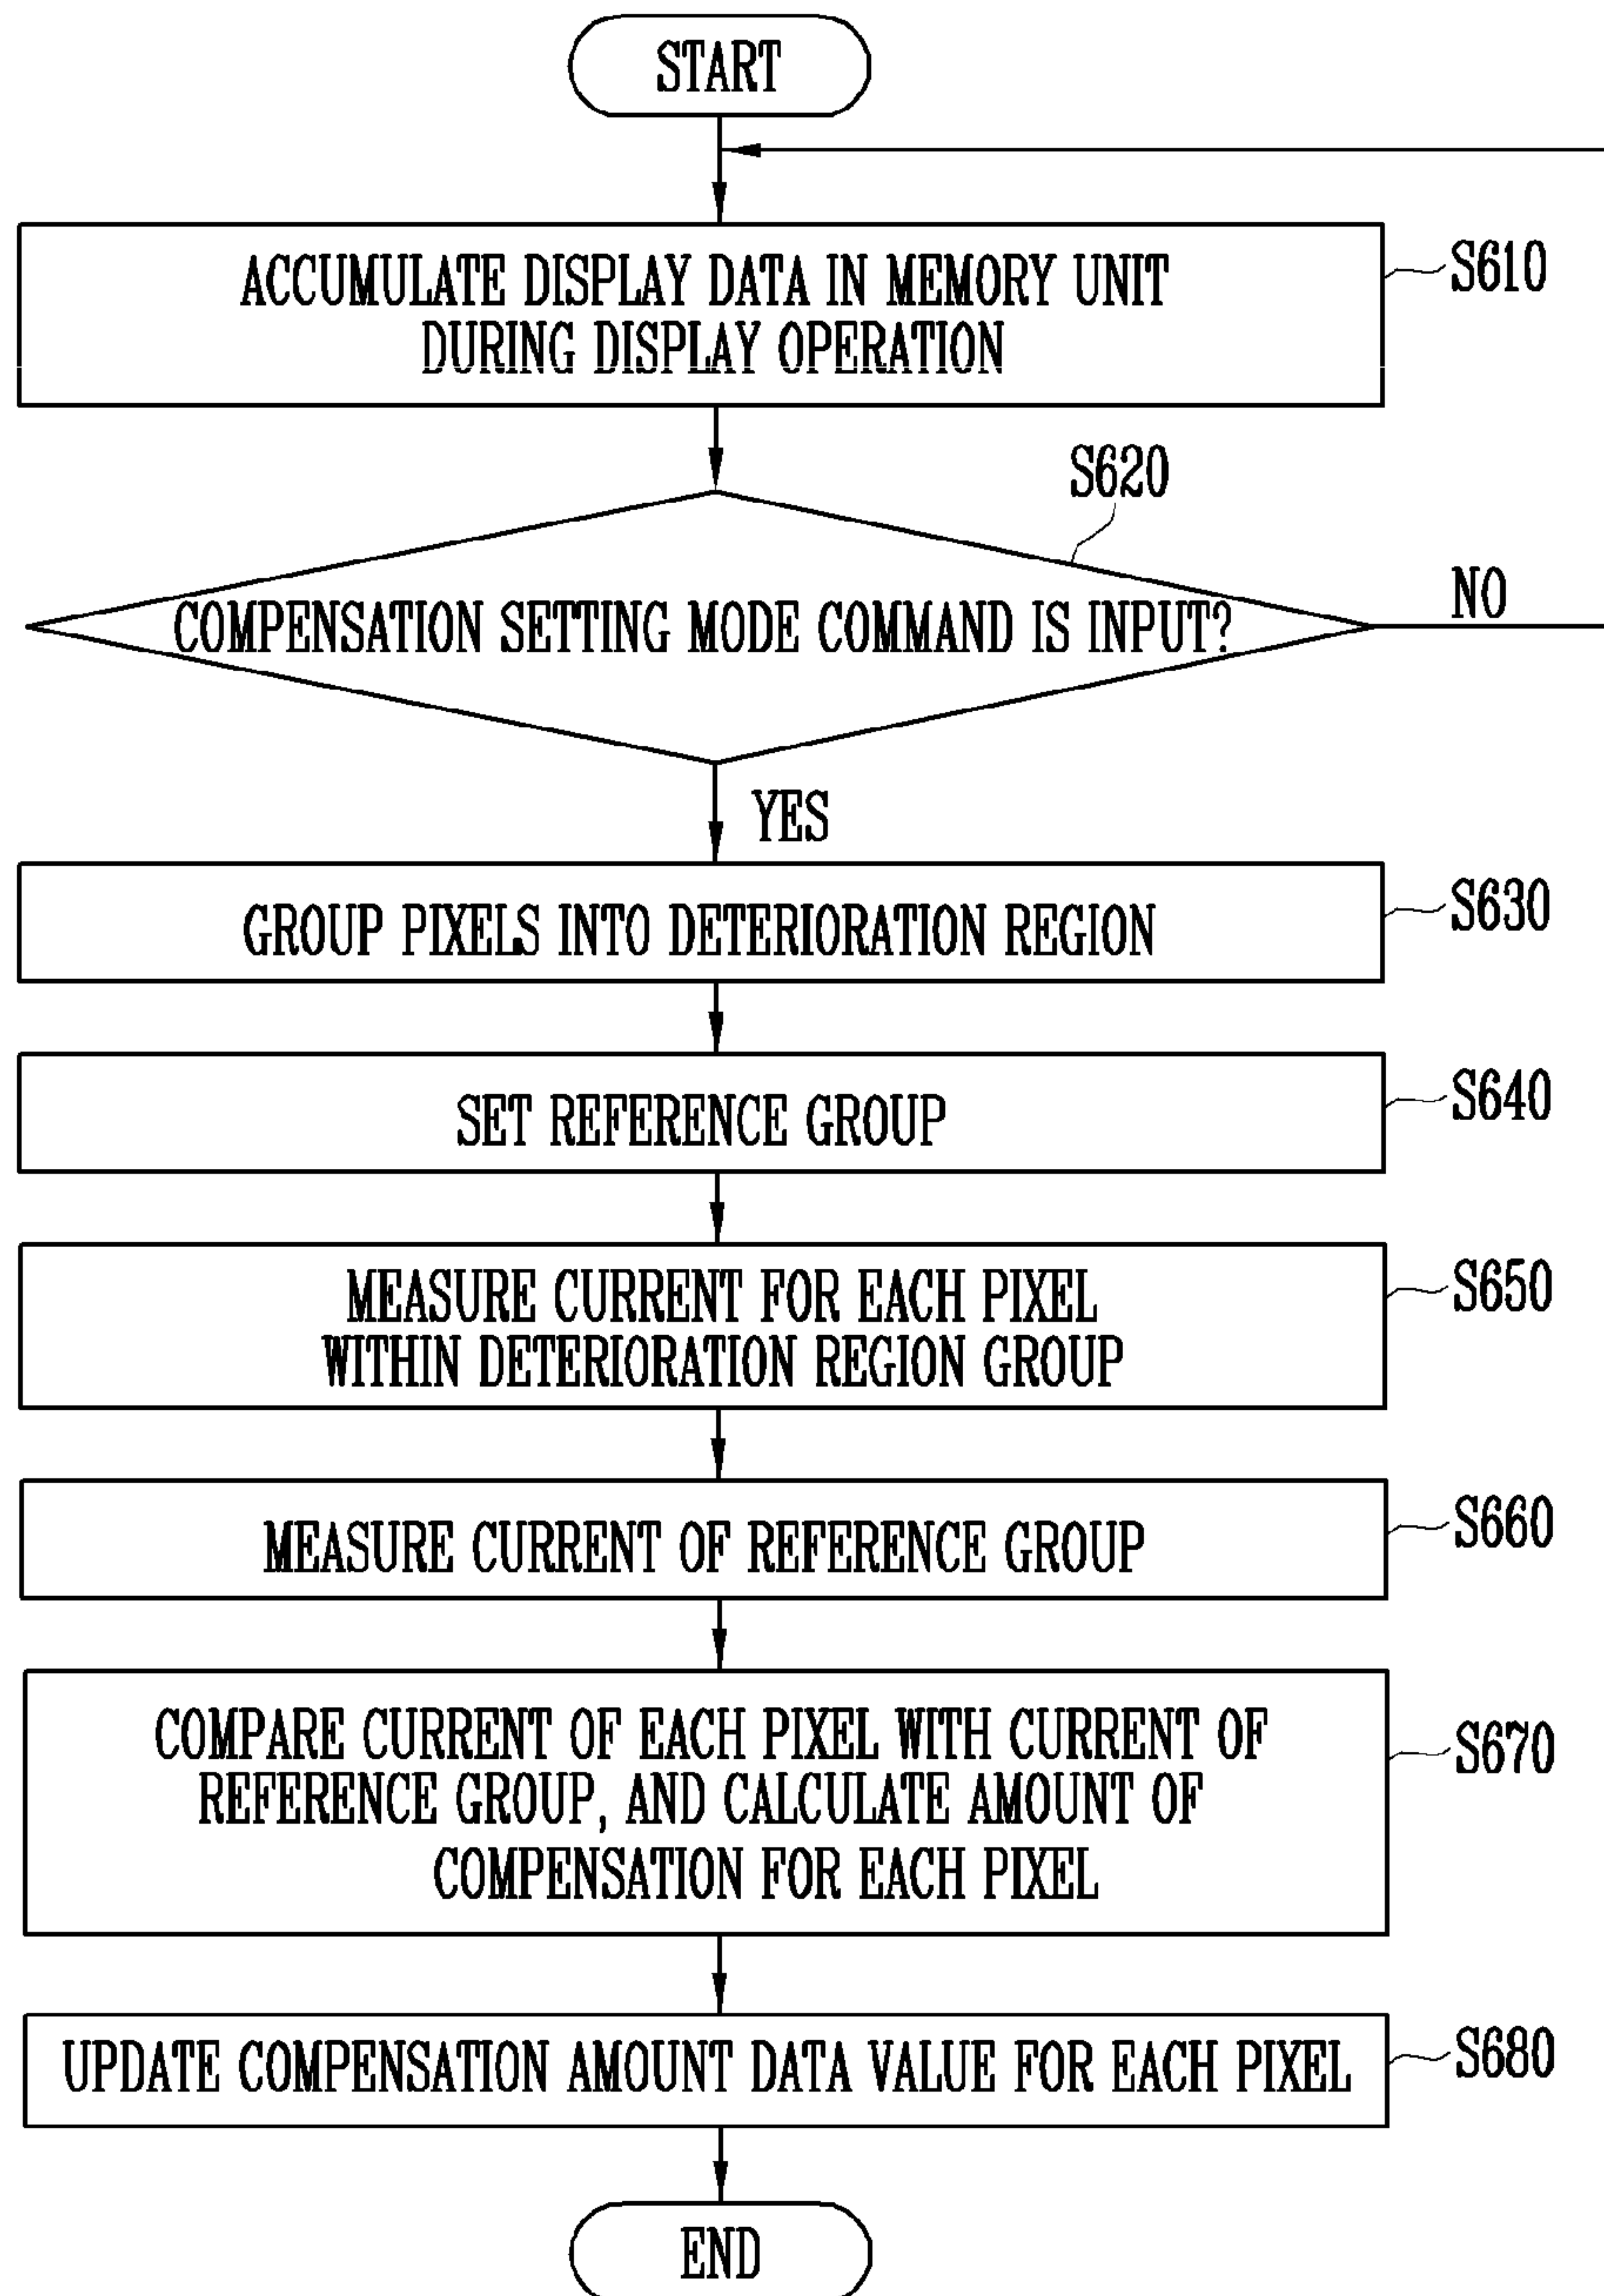 START
ACCUMULATE DISPLAY DATA IN MEMORY UNIT
DURING DISPLAY OPERATION
S610
S620
COMPENSATION SETTING MODE COMMAND IS INPUT?
NO
YES
GROUP PIXELS INTO DETERIORATION REGION
S630
SET REFERENCE GROUP
S640
MEASURE CURRENT FOR EACH PIXEL
WITHIN DETERIORATION REGION GROUP
S650
MEASURE CURRENT OF REFERENCE GROUP
S660
COMPARE CURRENT OF EACH PIXEL WITH CURRENT OF
REFERENCE GROUP, AND CALCULATE AMOUNT OF
COMPENSATION FOR EACH PIXEL
S670
UPDATE COMPENSATION AMOUNT DATA VALUE FOR EACH PIXEL
S680
END